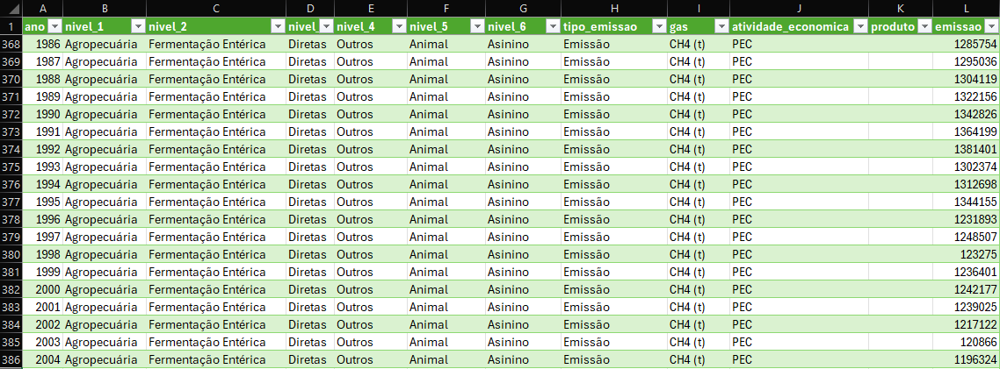 A B C D E F G H I J K L
1 ano nivel_1 nivel_2 nivel_ nivel_4 nivel_5 nivel_6 tipo_emissao gas atividade_economica produto emissao
368 1986 Agropecuária Fermentação Entérica Diretas Outros Animal Asinino Emissão CH4 (t) PEC 1285754
369 1987 Agropecuária Fermentação Entérica Diretas Outros Animal Asinino Emissão CH4 (t) PEC 1295036
370 1988 Agropecuária Fermentação Entérica Diretas Outros Animal Asinino Emissão CH4 (t) PEC 1304119
371 1989 Agropecuária Fermentação Entérica Diretas Outros Animal Asinino Emissão CH4 (t) PEC 1322156
372 1990 Agropecuária Fermentação Entérica Diretas Outros Animal Asinino Emissão CH4 (t) PEC 1342826
373 1991 Agropecuária Fermentação Entérica Diretas Outros Animal Asinino Emissão CH4 (t) PEC 1364199
374 1992 Agropecuária Fermentação Entérica Diretas Outros Animal Asinino Emissão CH4 (t) PEC 1381401
375 1993 Agropecuária Fermentação Entérica Diretas Outros Animal Asinino Emissão CH4 (t) PEC 1302374
376 1994 Agropecuária Fermentação Entérica Diretas Outros Animal Asinino Emissão CH4 (t) PEC 1312698
377 1995 Agropecuária Fermentação Entérica Diretas Outros Animal Asinino Emissão CH4 (t) PEC 1344155
378 1996 Agropecuária Fermentação Entérica Diretas Outros Animal Asinino Emissão CH4 (t) PEC 1231893
379 1997 Agropecuária Fermentação Entérica Diretas Outros Animal Asinino Emissão CH4 (t) PEC 1248507
380 1998 Agropecuária Fermentação Entérica Diretas Outros Animal Asinino Emissão CH4 (t) PEC 123275
381 1999 Agropecuária Fermentação Entérica Diretas Outros Animal Asinino Emissão CH4 (t) PEC 1236401
382 2000 Agropecuária Fermentação Entérica Diretas Outros Animal Asinino Emissão CH4 (t) PEC 1242177
383 2001 Agropecuária Fermentação Entérica Diretas Outros Animal Asinino Emissão CH4 (t) PEC 1239025
384 2002 Agropecuária Fermentação Entérica Diretas Outros Animal Asinino Emissão CH4 (t) PEC 1217122
385 2003 Agropecuária Fermentação Entérica Diretas Outros Animal Asinino Emissão CH4 (t) PEC 120866
386 2004 Agropecuária Fermentação Entérica Diretas Outros Animal Asinino Emissão CH4 (t) PEC 1196324